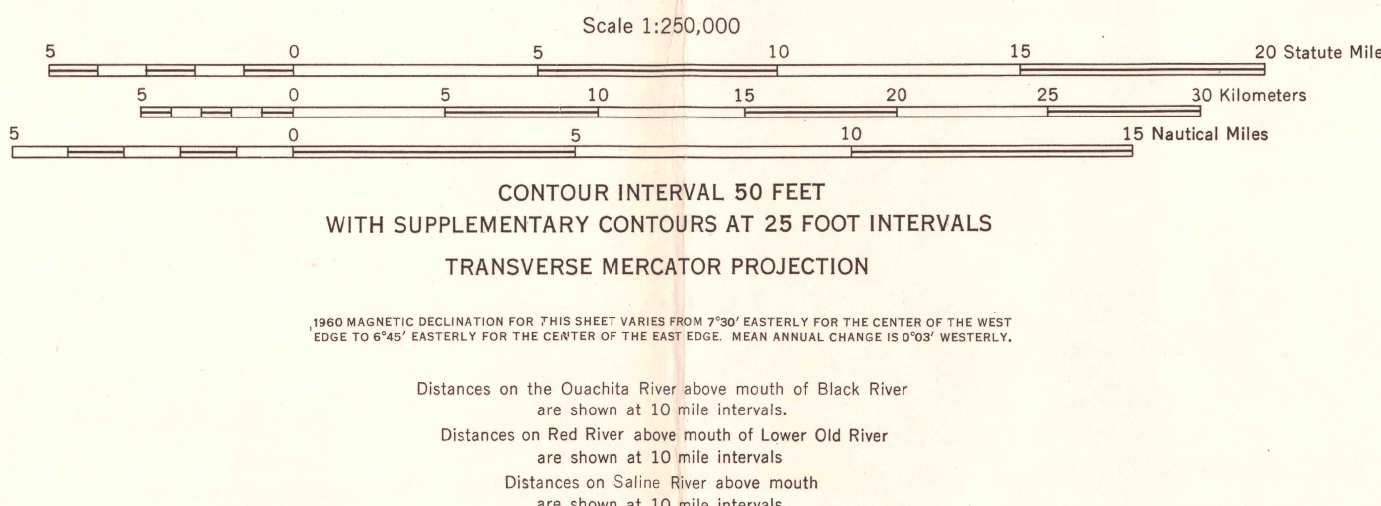 Scale 1:250,000
5 0 5 10 15 20 Statute Mile
5 0 5 10 15 20 25 30 Kilometers
5 0 5 10 15 Nautical Miles
CONTOUR INTERVAL 50 FEET
WITH SUPPLEMENTARY CONTOURS AT 25 FOOT INTERVALS
TRANSVERSE MERCATOR PROJECTION
1960 MAGNETIC DECLINATION FOR THIS SHEET VARIES FROM 7°30′ EASTERLY FOR THE CENTER OF THE WEST
EDGE TO 6°45′ EASTERLY FOR THE CENTER OF THE EAST EDGE. MEAN ANNUAL CHANGE IS 0°03′ WESTERLY.
Distances on the Ouachita River above mouth of Black River
are shown at 10 mile intervals.
Distances on Red River above mouth of Lower Old River
are shown at 10 mile intervals
Distances on Saline River above mouth
are shown at 10 mile intervals